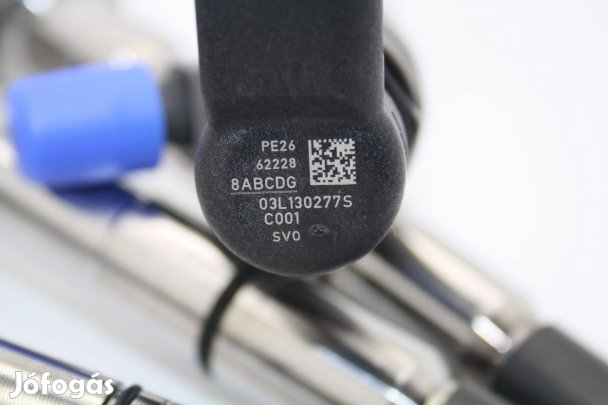 PE26
62228
8ABCDG
03L130277S
C001
SV0
Jófogás